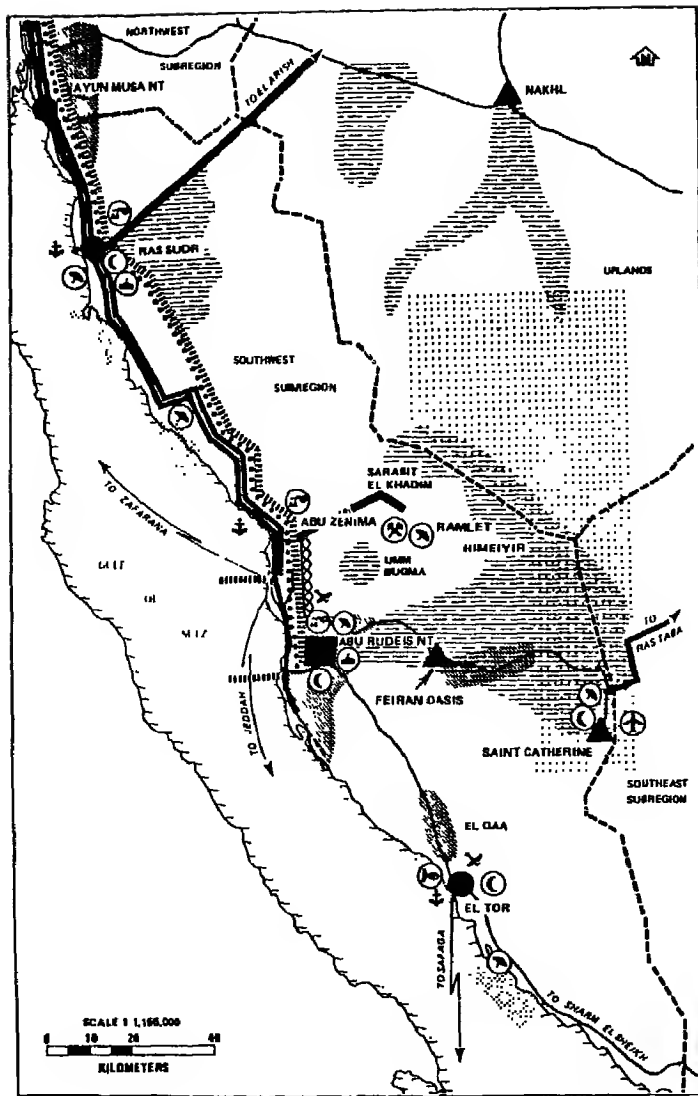 NORTHWEST
SUBREGION
AYUN MUSA NT
TO EL ARISH
NAKHL
RAS SUDR
UPLANDS
SOUTHWEST
SUBREGION
SARABIT
EL KHADIM
TO ZAFARANA
ABU ZENIMA
RAMLET
HIMEIYIR
UMM
BUGMA
GULF
OF
SUEZ
ABU RUDEIS NT
TO
RAS TABA
FEIRAN OASIS
TO JEDDAH
SAINT CATHERINE
SOUTHEAST
SUBREGION
EL QAA
EL TOR
TO SAFAGA
TO SHARM EL SHEIKH
SCALE 1 1,166,000
0 10 20 40
KILOMETERS